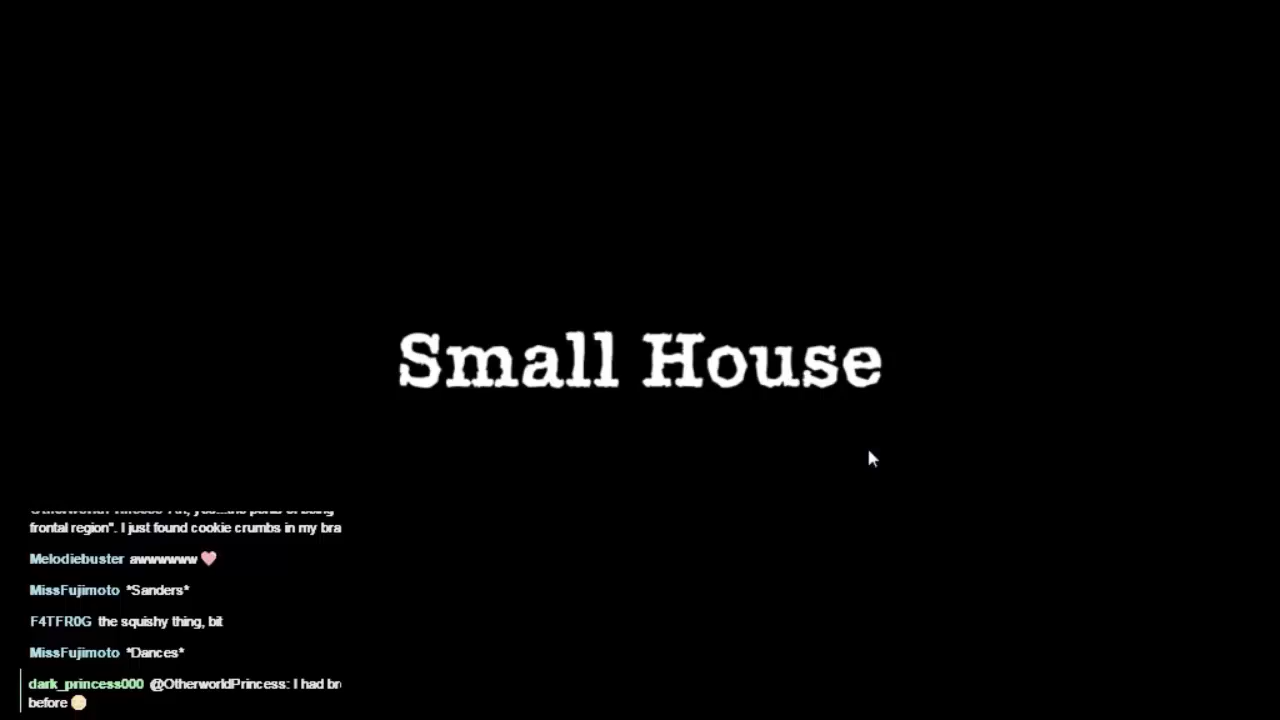 Small House
frontal region". I just found cookie crumbs in my bra
Melodiebuster awwwwww
MissFujimoto *Sanders*
F4TFR0G the squishy thing, bit
MissFujimoto *Dances*
dark_princess000 @OtherworldPrincess: I had br
before